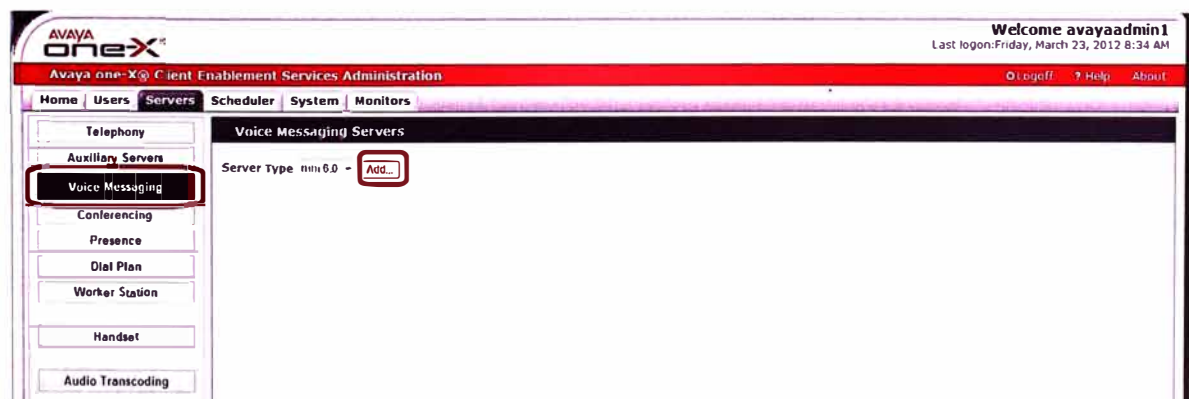 AVAYA
one-X®
Welcome avayaadmin1
Last logon:Friday, March 23, 2012 8:34 AM
Avaya one-X® Client Enablement Services Administration
Logoff ? Help About
Home Users Servers Scheduler System Monitors
Telephony
Voice Messaging Servers
Auxiliary Servers
Server Type 6.0 - Add...
Voice Messaging
Conferencing
Presence
Dial Plan
Worker Station
Handset
Audio Transcoding